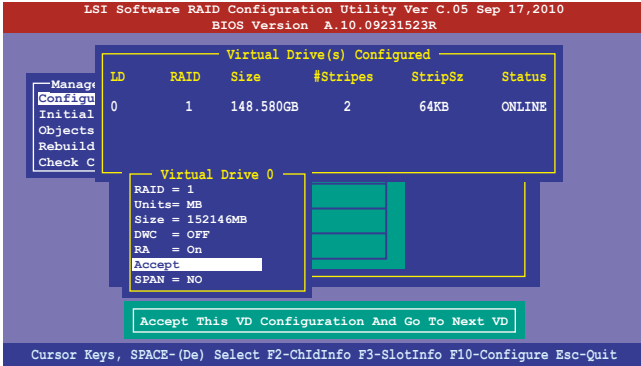 LSI Software RAID Configuration Utility Ver C.05 Sep 17,2010
BIOS Version A.10.09231523R
Virtual Drive(s) Configured
LD RAID Size #Stripes StripSz Status
0 1 148.580GB 2 64KB ONLINE
Manage
Configu
Initial
Objects
Rebuild
Check C
Virtual Drive 0
RAID = 1
Units= MB
Size = 152146MB
DWC = OFF
RA = On
Accept
SPAN = NO
Accept This VD Configuration And Go To Next VD
Cursor Keys, SPACE-(De) Select F2-ChIdInfo F3-SlotInfo F10-Configure Esc-Quit